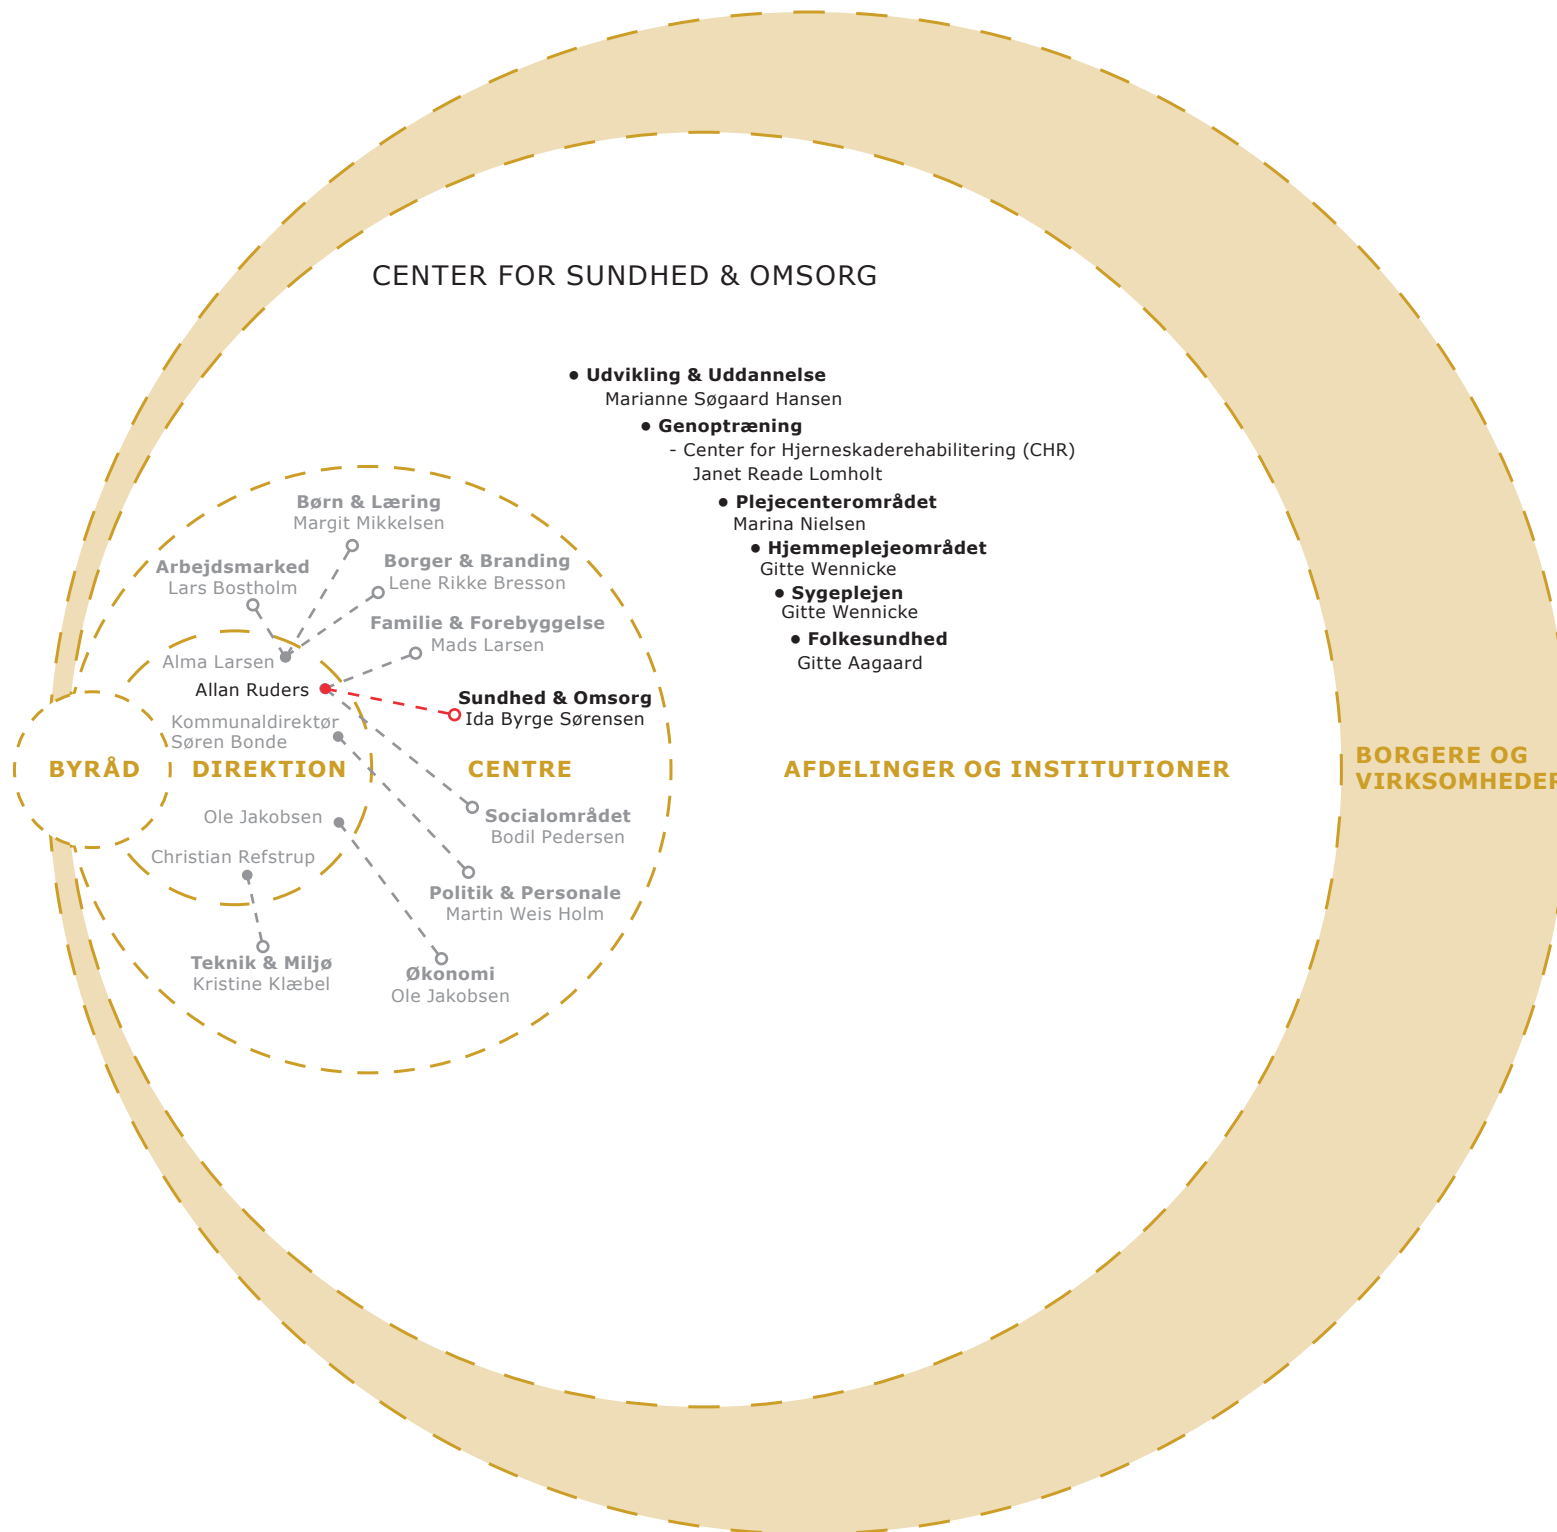 CENTER FOR SUNDHED & OMSORG
• Udvikling & Uddannelse
Marianne Søgaard Hansen
• Genoptræning
- Center for Hjerneskaderehabilitering (CHR)
Janet Reade Lomholt
• Plejecenterområdet
Marina Nielsen
• Hjemmeplejeområdet
Gitte Wennicke
• Sygeplejen
Gitte Wennicke
• Folkesundhed
Gitte Aagaard
Børn & Læring
Margit Mikkelsen
Arbejdsmarked
Lars Bostholm
Borger & Branding
Lene Rikke Bresson
Familie & Forebyggelse
Mads Larsen
Alma Larsen
Allan Ruders
Sundhed & Omsorg
Ida Byrge Sørensen
Kommunaldirektør
Søren Bonde
BYRÅD
DIREKTION
CENTRE
AFDELINGER OG INSTITUTIONER
BORGERE OG
VIRKSOMHEDER
Ole Jakobsen
Socialområdet
Bodil Pedersen
Christian Refstrup
Politik & Personale
Martin Weis Holm
Teknik & Miljø
Kristine Klæbel
Økonomi
Ole Jakobsen